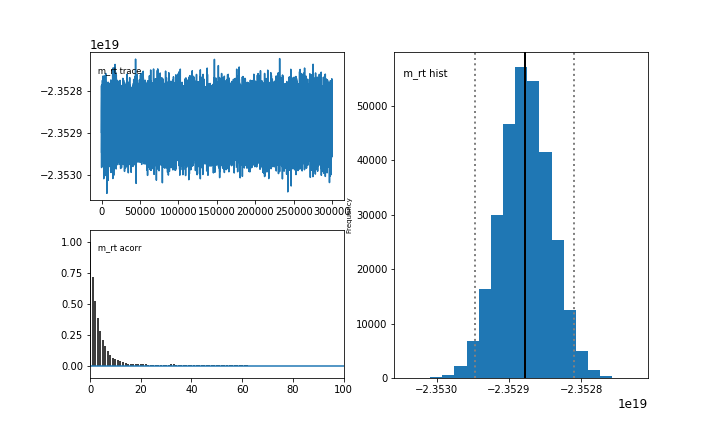 1e19
m_rt trace
−2.3528
−2.3529
−2.3530
0 50000 100000 150000 200000 250000 300000
Frequency
m_rt acorr
1.00
0.75
0.50
0.25
0.00
0 20 40 60 80 100
m_rt hist
50000
40000
30000
20000
10000
0
−2.3530 −2.3529 −2.3528
1e19